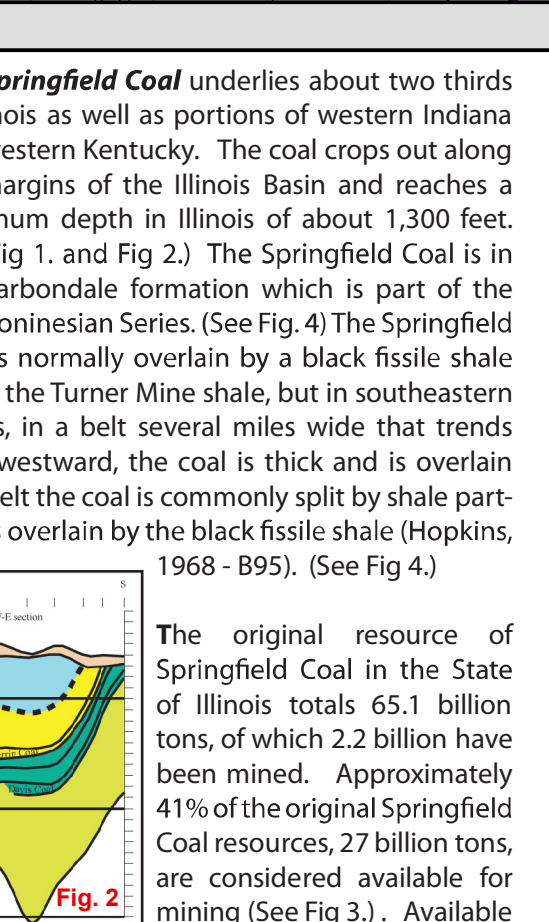 pringfield Coal underlies about two thirds
nois as well as portions of western Indiana
vestern Kentucky. The coal crops out along
nargins of the Illinois Basin and reaches a
num depth in Illinois of about 1,300 feet.
ig 1. and Fig 2.) The Springfield Coal is in
arbondale formation which is part of the
oninesian Series. (See Fig. 4) The Springfield
s normally overlain by a black fissile shale
the Turner Mine shale, but in southeastern
s, in a belt several miles wide that trends
westward, the coal is thick and is overlain
elt the coal is commonly split by shale part-
s overlain by the black fissile shale (Hopkins,
1968 - B95). (See Fig 4.)
S
-E section
rin Coal
Davis Coal
Fig. 2
The original resource of
Springfield Coal in the State
of Illinois totals 65.1 billion
tons, of which 2.2 billion have
been mined. Approximately
41% of the original Springfield
Coal resources, 27 billion tons,
are considered available for
mining (See Fig 3.) . Available